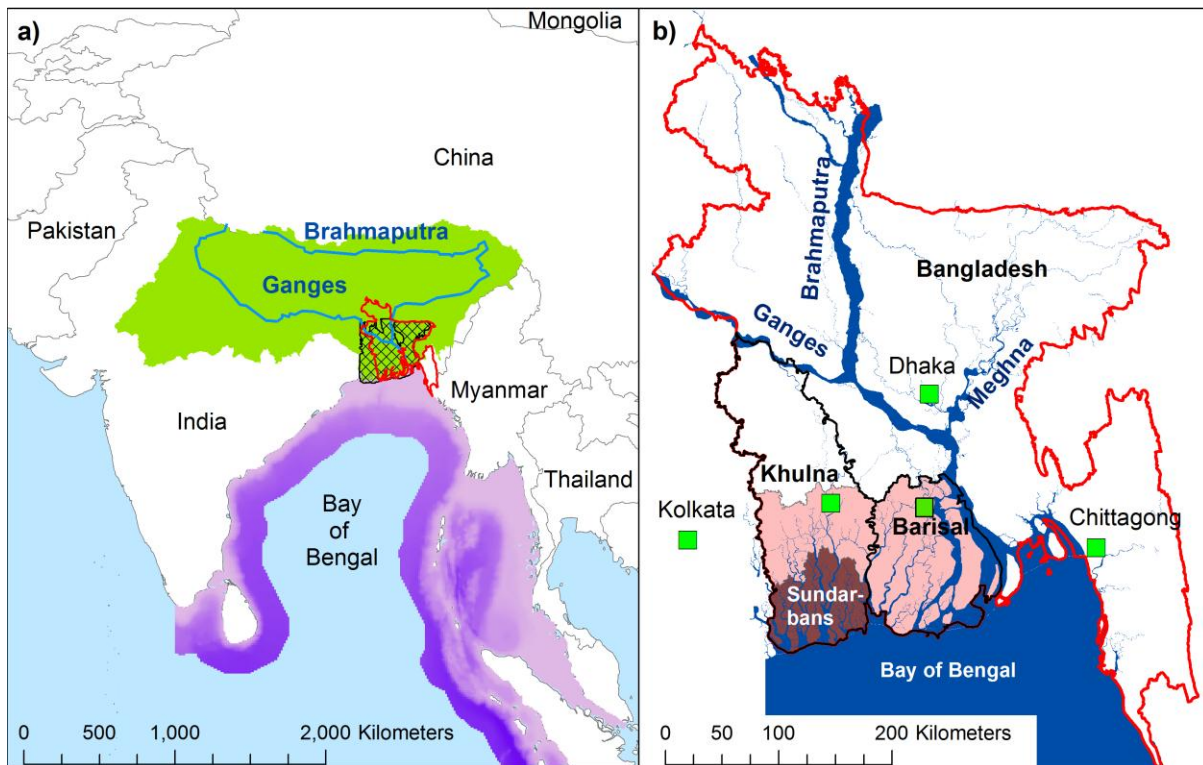 a)
Mongolia
China
Pakistan
Brahmaputra
Ganges
Myanmar
India
Thailand
Bay
of
Bengal
0 500 1,000 2,000 Kilometers
b)
Brahmaputra
Bangladesh
Ganges
Dhaka
Meghna
Khulna
Kolkata
Barisal
Chittagong
Sundar-
bans
Bay of Bengal
0 50 100 200 Kilometers